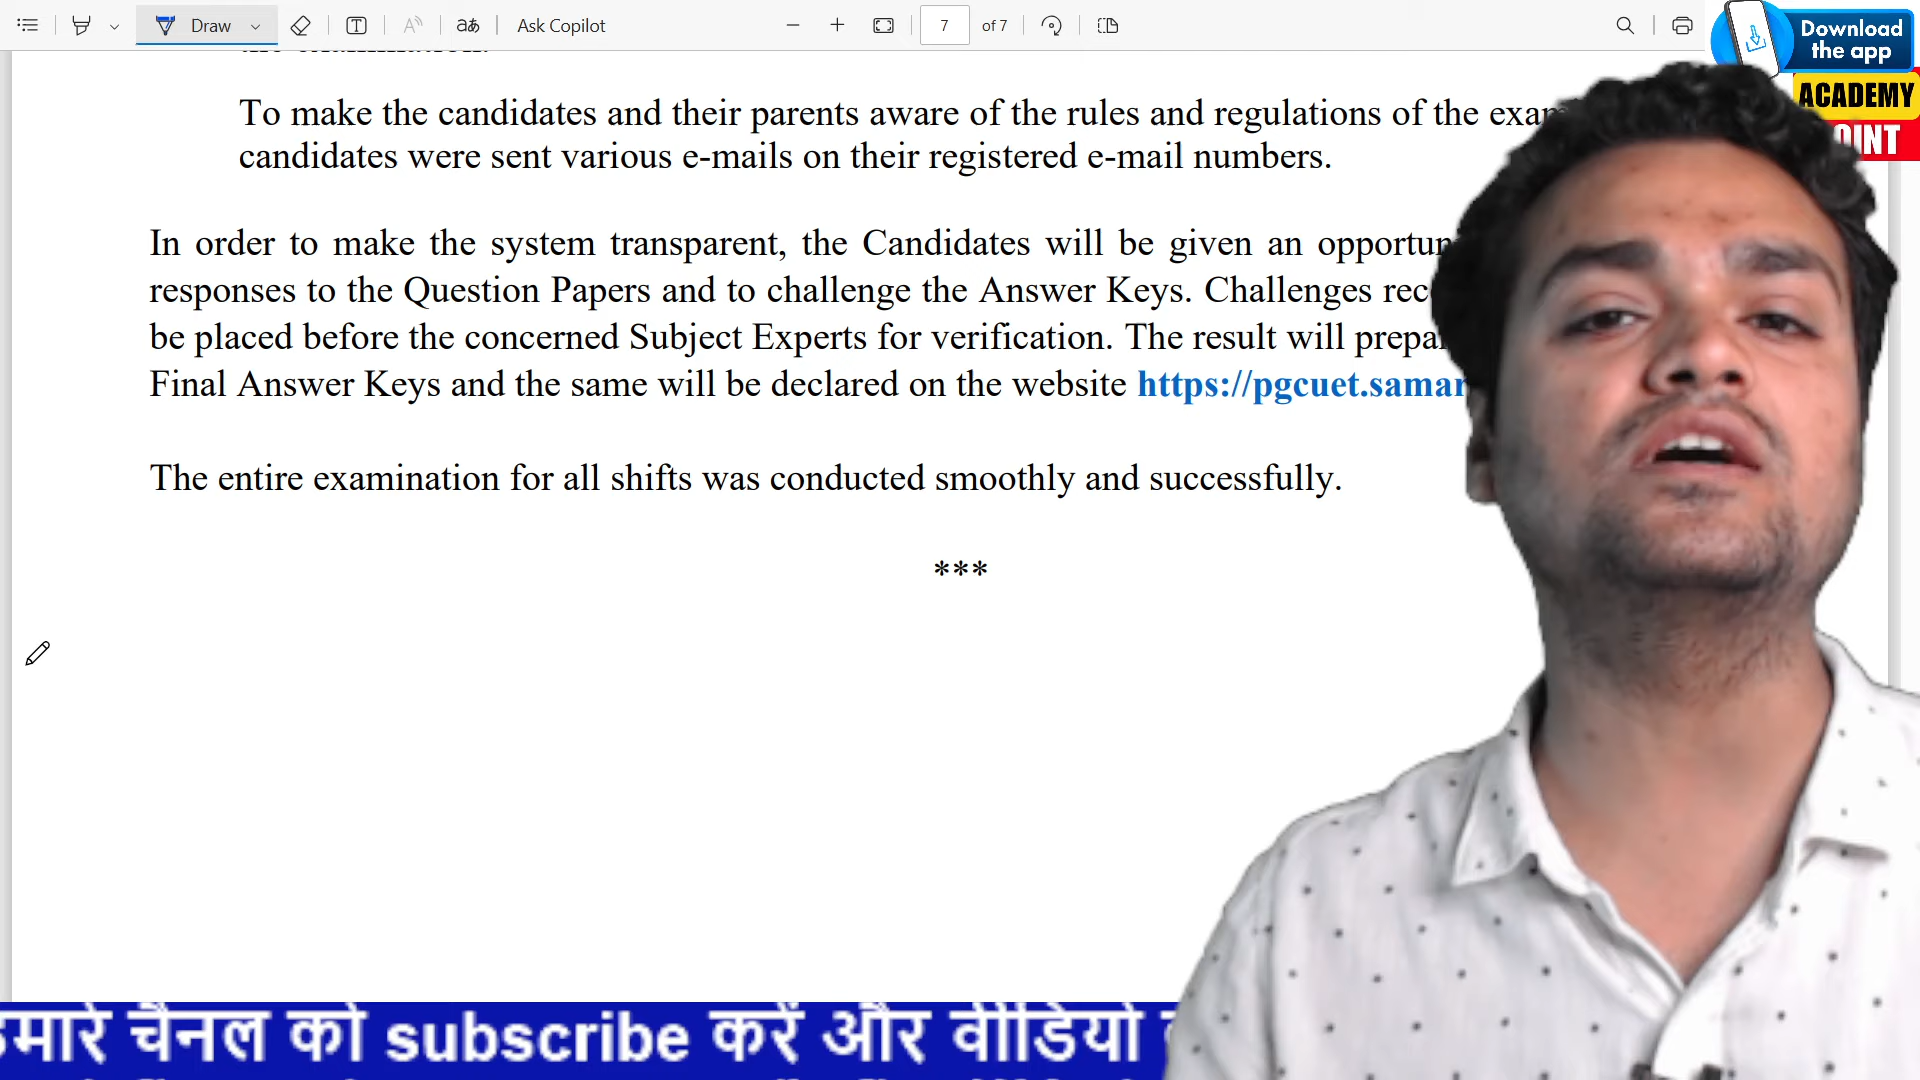 Draw
Ask Copilot
7 of 7
Download
the app
ACADEMY
To make the candidates and their parents aware of the rules and regulations of the
candidates were sent various e-mails on their registered e-mail numbers.
In order to make the system transparent, the Candidates will be given an
responses to the Question Papers and to challenge the Answer Keys. Challenges
be placed before the concerned Subject Experts for verification. The result will
Final Answer Keys and the same will be declared on the website https://pgcuet.samar
The entire examination for all shifts was conducted smoothly and successfully.
***
चैनल को subscribe करें और वीडियो